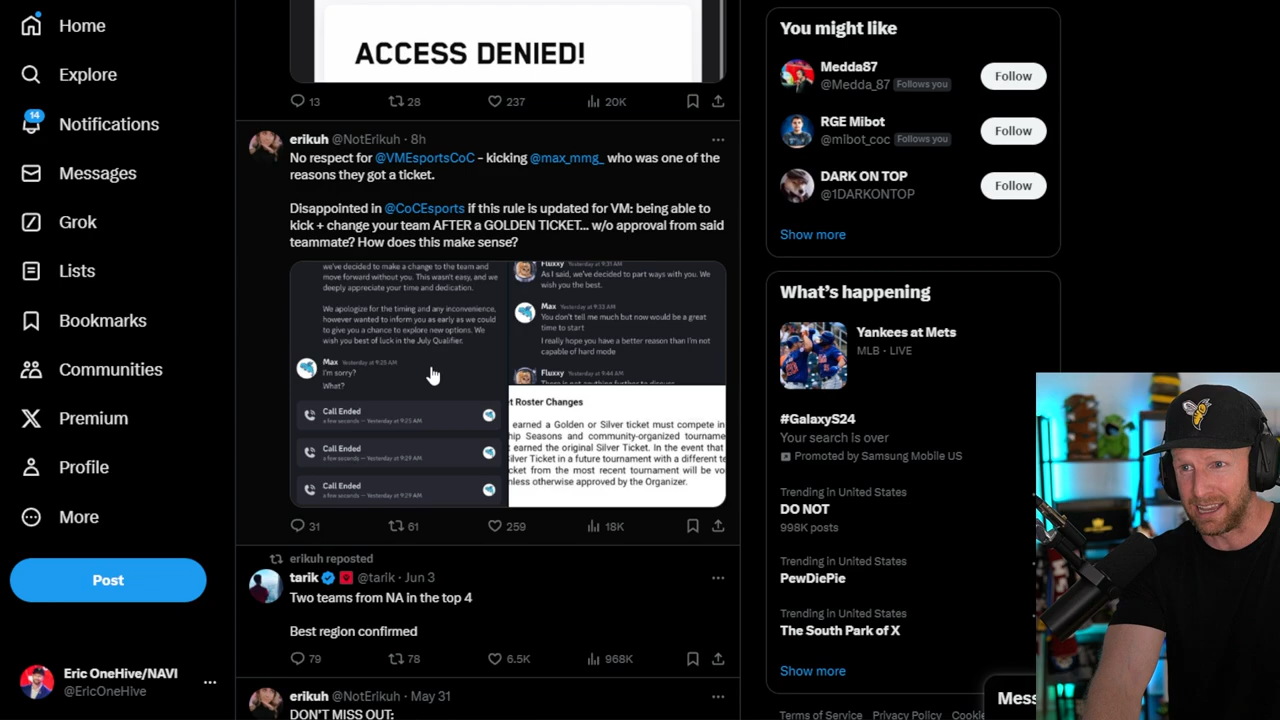 Home
Explore
14
Notifications
Messages
Grok
Lists
Bookmarks
Communities
Premium
Profile
More
Post
Eric OneHive/NAVI
@EricOneHive
ACCESS DENIED!
13 28 237 20K
erikuh @NotErikuh · 8h
No respect for @VMEsportsCoC - kicking @max_mmg_ who was one of the
reasons they got a ticket.
Disappointed in @CoCEsports if this rule is updated for VM: being able to
kick + change your team AFTER a GOLDEN TICKET... w/o approval from said
teammate? How does this make sense?
we've decided to make a change to the team and
move forward without you. This wasn't easy, and we
deeply appreciate your time and dedication.
We apologize for the timing and any inconvenience,
however wanted to inform you as early as we could
to give you a chance to explore new options. We
wish you best of luck in the July Qualifier.
Max Yesterday at 9:25 AM
I'm sorry?
What?
Call Ended
a few seconds — Yesterday at 9:25 AM
Call Ended
a few seconds — Yesterday at 9:29 AM
Call Ended
a few seconds — Yesterday at 9:29 AM
Fluxxy Yesterday at 9:31 AM
As I said, we've decided to part ways with you. We
wish you the best.
Max Yesterday at 9:33 AM
You don't tell me much but now would be a great
time to start
I really hope you have a better reason than I'm not
capable of hard mode
Fluxxy Yesterday at 9:44 AM
There is not anything further to discuss
t Roster Changes
earned a Golden or Silver ticket must compete in
hip Seasons and community-organized tourname
earned the original Silver Ticket. In the event that
Silver Ticket in a future tournament with a different te
cket from the most recent tournament will be vo
nless otherwise approved by the Organizer.
31 61 259 18K
erikuh reposted
tarik @tarik · Jun 3
Two teams from NA in the top 4
Best region confirmed
79 78 6.5K 968K
erikuh @NotErikuh · May 31
DON'T MISS OUT:
You might like
Medda87
@Medda_87 Follows you
Follow
RGE Mibot
@mibot_coc Follows you
Follow
DARK ON TOP
@1DARKONTOP
Follow
Show more
What's happening
Yankees at Mets
MLB · LIVE
#GalaxyS24
Your search is over
Promoted by Samsung Mobile US
Trending in United States
DO NOT
998K posts
Trending in United States
PewDiePie
Trending in United States
The South Park of X
Show more
Mess
Terms of Service Privacy Policy Cookie